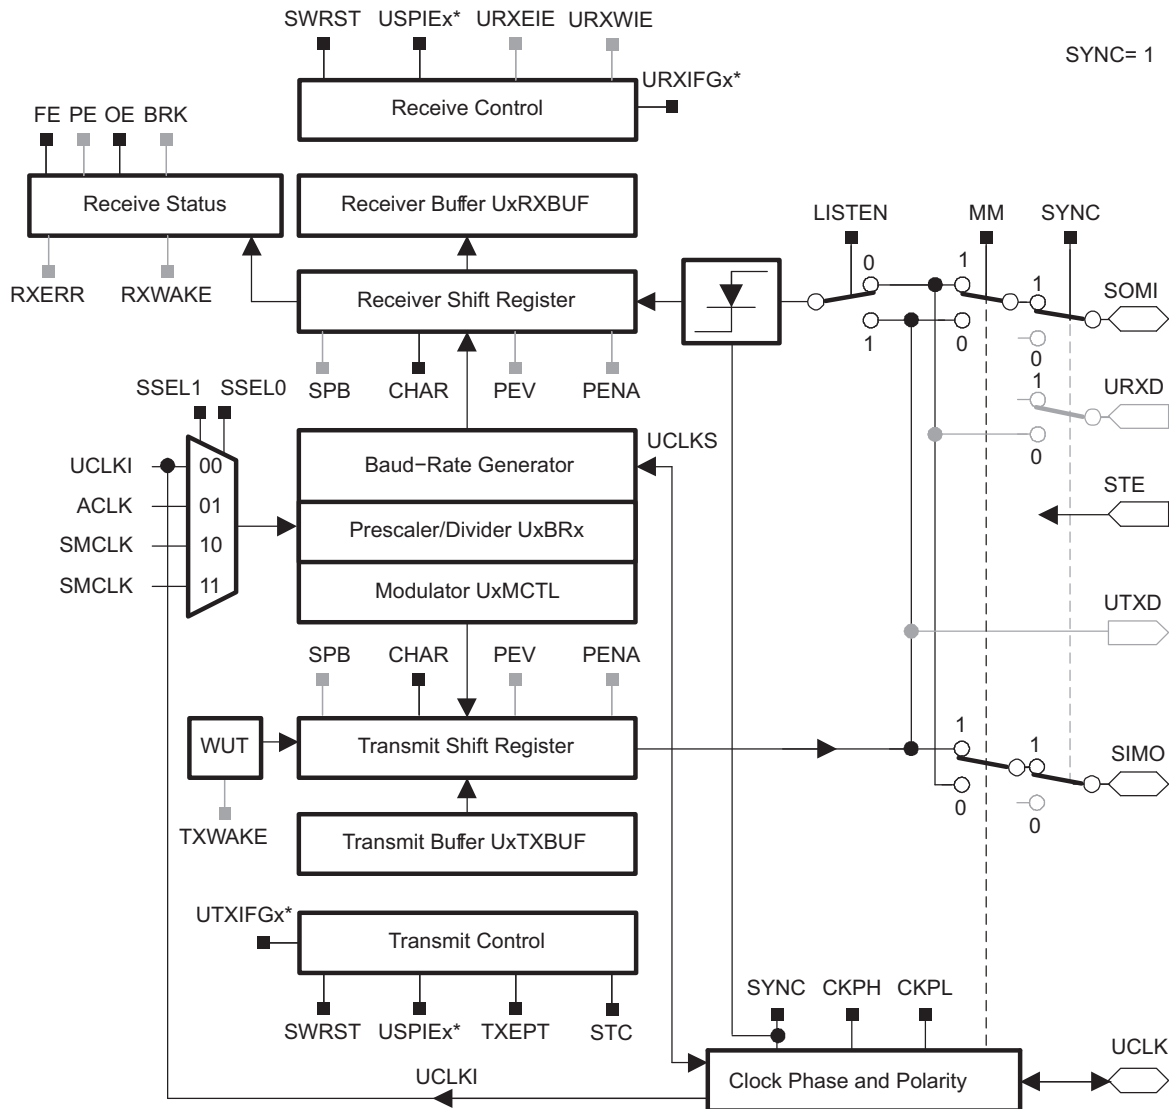 SWRST USPIEx* URXEIE URXWIE
SYNC= 1
URXIFGx*
Receive Control
FE PE OE BRK
Receive Status
Receiver Buffer UxRXBUF
LISTEN MM SYNC
RXERR RXWAKE
Receiver Shift Register
0 1 1
SOMI
1 0 0
SPB CHAR PEV PENA
SSEL1 SSEL0
1
URXD
0
UCLKS
UCLKI
00
Baud−Rate Generator
ACLK
01
Prescaler/Divider UxBRx
STE
SMCLK
10
SMCLK
11
Modulator UxMCTL
UTXD
SPB CHAR PEV PENA
WUT
Transmit Shift Register
1 1
SIMO
0 0
TXWAKE
Transmit Buffer UxTXBUF
UTXIFGx*
Transmit Control
SWRST USPIEx* TXEPT STC
SYNC CKPH CKPL
UCLK
UCLKI
Clock Phase and Polarity